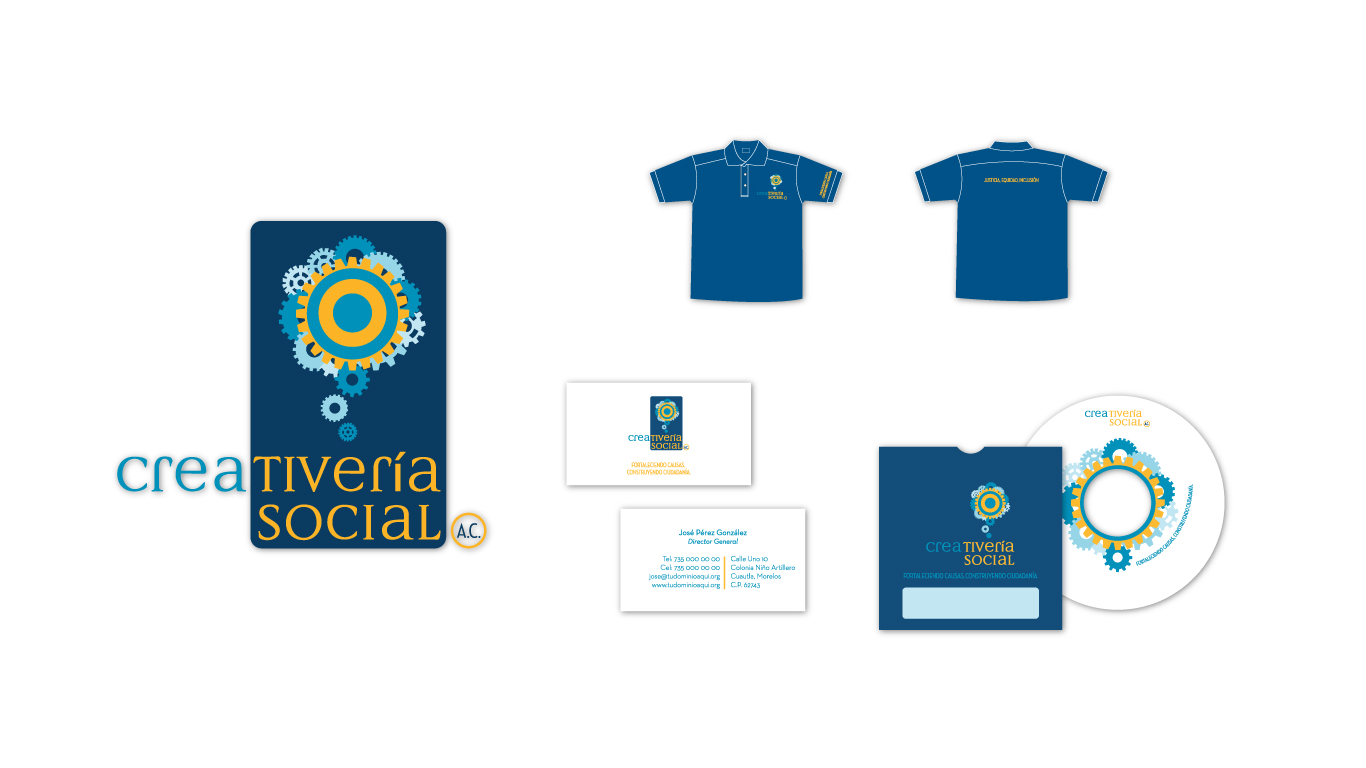 creaTIVería
SOCIAL A.C.
creaTIVería
SOCIAL
JUSTICIA, EQUIDAD, INCLUSIÓN
creaTIVería
SOCIAL A.C.
FORTALECIENDO CAUSAS,
CONSTRUYENDO CIUDADANÍA.
José Pérez González
Director General
Tel: 735 000 00 00
Cel: 735 000 00 00
jose@tudominioaqui.org
www.tudominioaqui.org
Calle Uno 10
Colonia Niño Artillero
Cuautla, Morelos
C.P. 62743
creaTIVería
SOCIAL
FORTALECIENDO CAUSAS, CONSTRUYENDO CIUDADANÍA.
creaTIVería
SOCIAL A.C.
FORTALECIENDO CAUSAS, CONSTRUYENDO CIUDADANÍA.